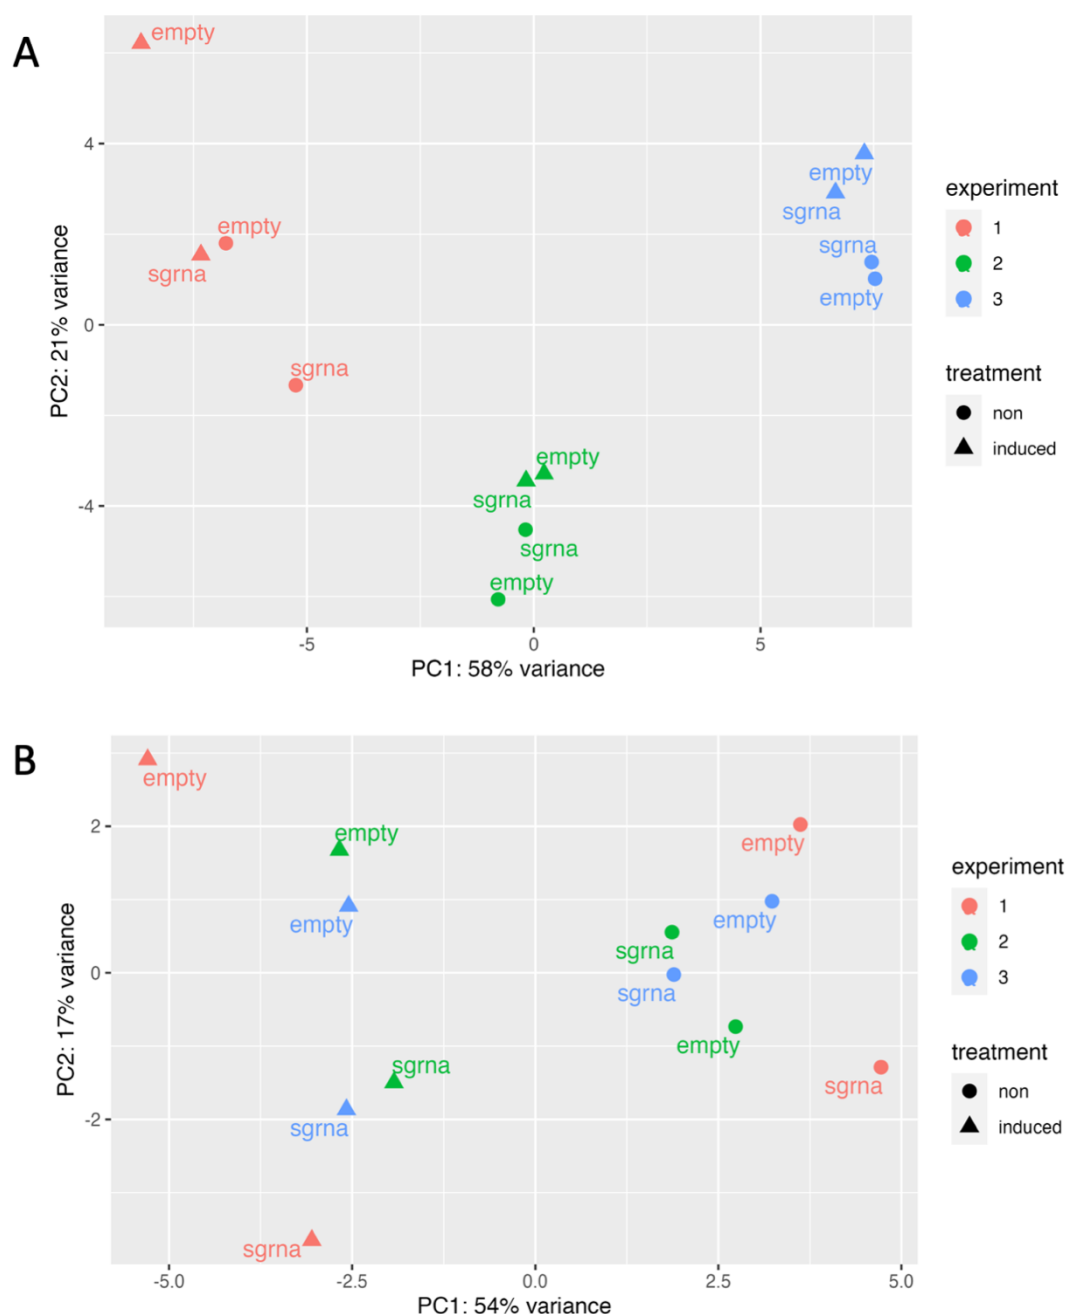 A
empty
empty
sgrna
sgrna
empty
sgrna
sgrna
empty
empty
sgrna
sgrna
empty
4
0
-4
-5
0
5
PC2: 21% variance
PC1: 58% variance
experiment
1
2
3
treatment
non
induced
B
empty
empty
empty
sgrna
sgrna
sgrna
empty
empty
sgrna
sgrna
empty
sgrna
2
0
-2
-5.0
-2.5
0.0
2.5
5.0
PC2: 17% variance
PC1: 54% variance
experiment
1
2
3
treatment
non
induced